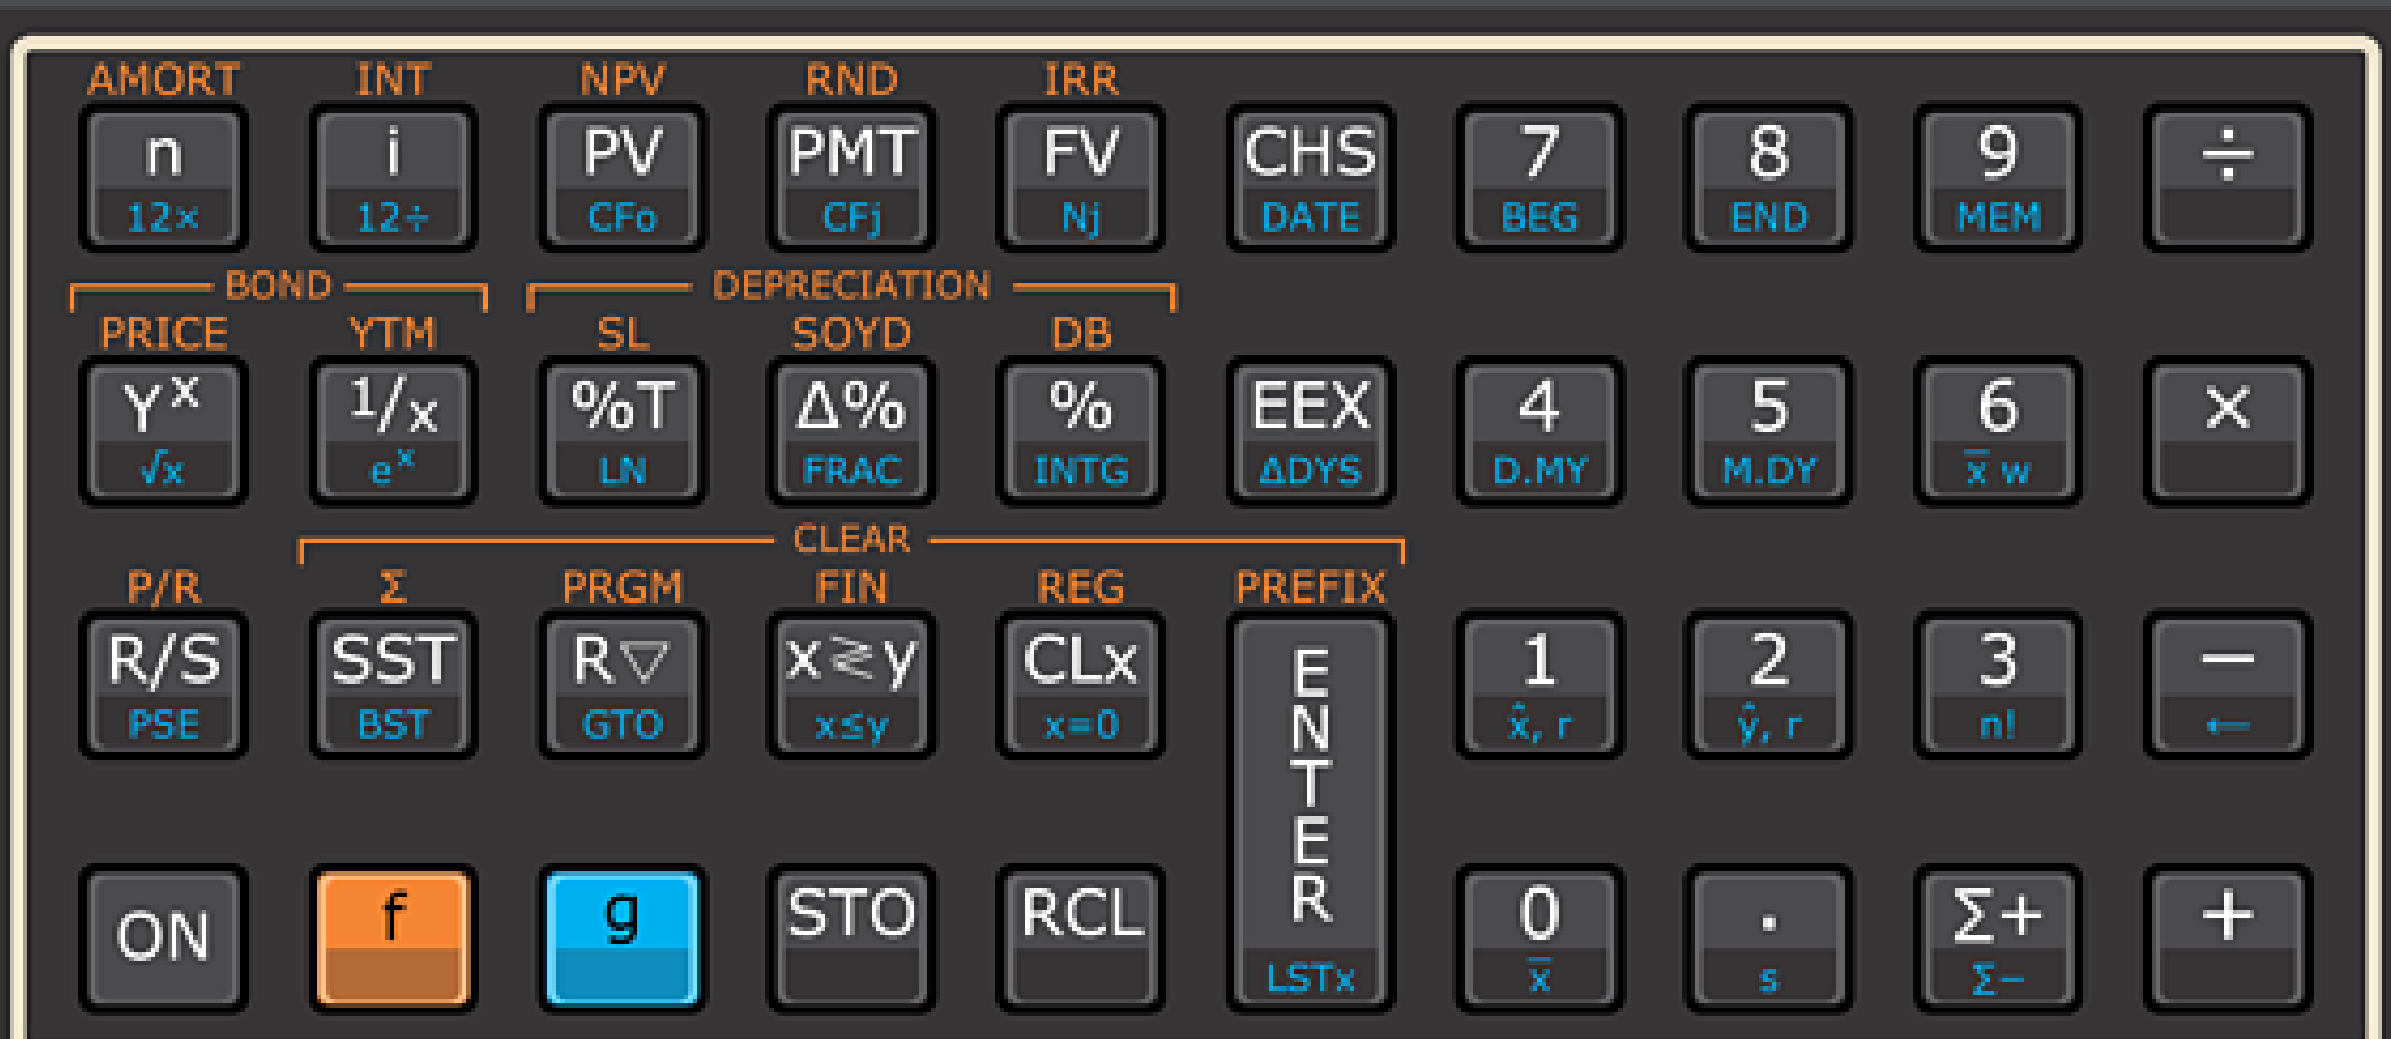 AMORT INT NPV RND IRR
n i PV PMT FV CHS 7 8 9 ÷
12× 12÷ CFo CFj Nj DATE BEG END MEM
BOND DEPRECIATION
PRICE YTM SL SOYD DB
Yˣ 1/x %T Δ% % EEX 4 5 6 ×
√x eˣ LN FRAC INTG ΔDYS D.MY M.DY x̅ w
CLEAR
P/R Σ PRGM FIN REG PREFIX
R/S SST R▽ x≷y CLx ENTER 1 2 3 −
PSE BST GTO x≤y x=0 x̂, r ŷ, r n! ←
ON f g STO RCL 0 . Σ+ +
LSTx x̅ s Σ−